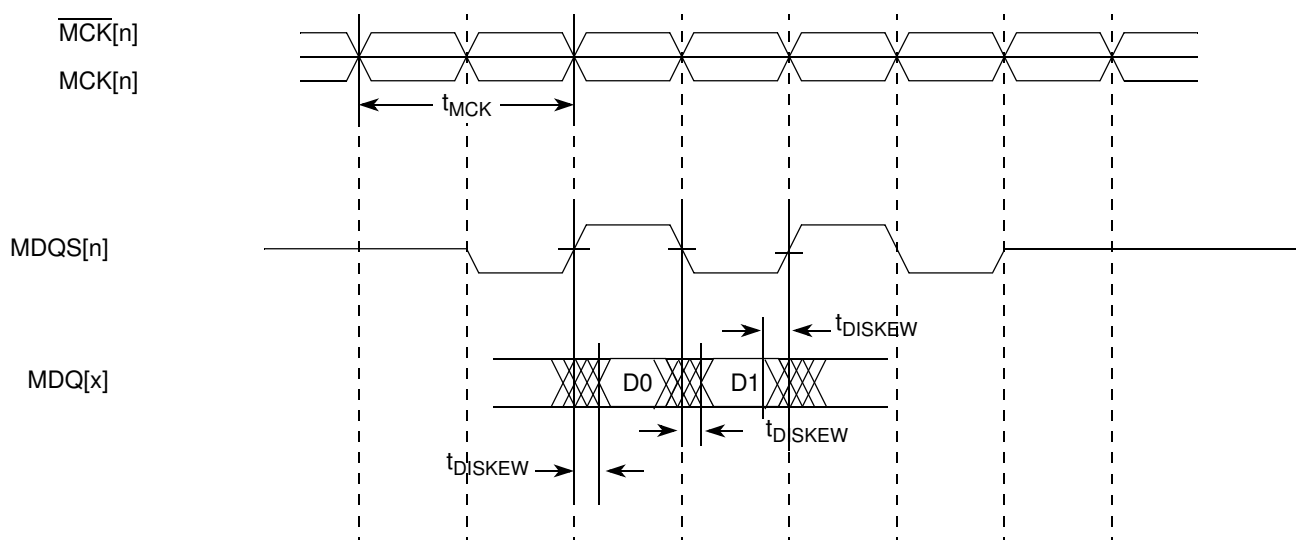 MCK[n]
MCK[n]
tMCK
MDQS[n]
tDISKEW
MDQ[x]
D0
D1
tDISKEW
tDISKEW